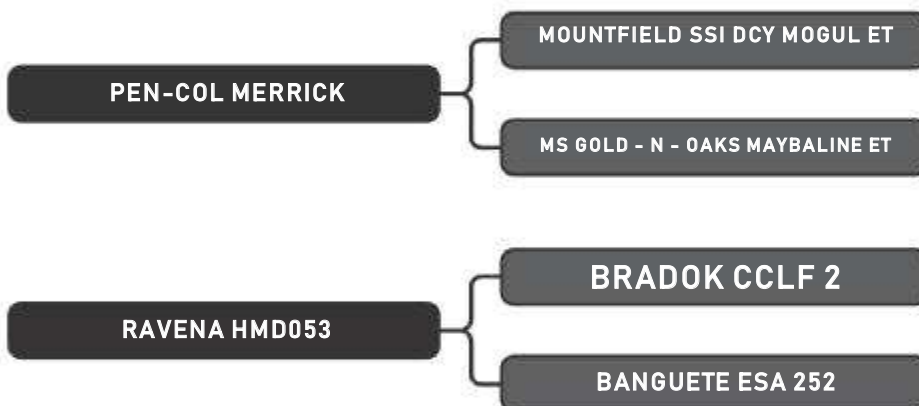 MOUNTFIELD SSI DCY MOGUL ET
PEN-COL MERRICK
MS GOLD - N - OAKS MAYBALINE ET
BRADOK CCLF 2
RAVENA HMD053
BANGUETE ESA 252